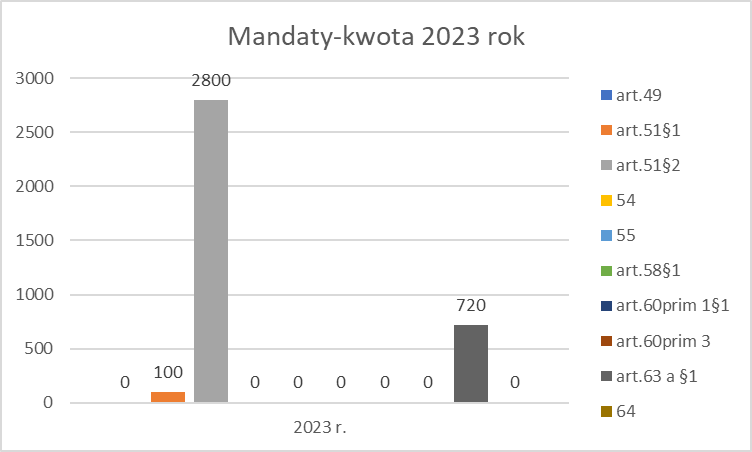 Mandaty-kwota 2023 rok
3000
2500
2000
1500
1000
500
0
0
100
2800
0
0
0
0
0
720
0
2023 r.
art.49
art.51§1
art.51§2
54
55
art.58§1
art.60prim 1§1
art.60prim 3
art.63 a §1
64